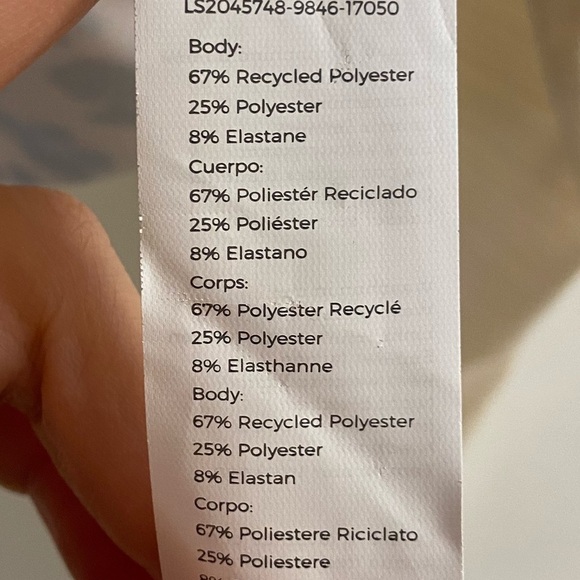 LS2045748-9846-17050
Body:
67% Recycled Polyester
25% Polyester
8% Elastane
Cuerpo:
67% Poliestér Reciclado
25% Poliéster
8% Elastano
Corps:
67% Polyester Recyclé
25% Polyester
8% Elasthanne
Body:
67% Recycled Polyester
25% Polyester
8% Elastan
Corpo:
67% Poliestere Riciclato
25% Poliestere